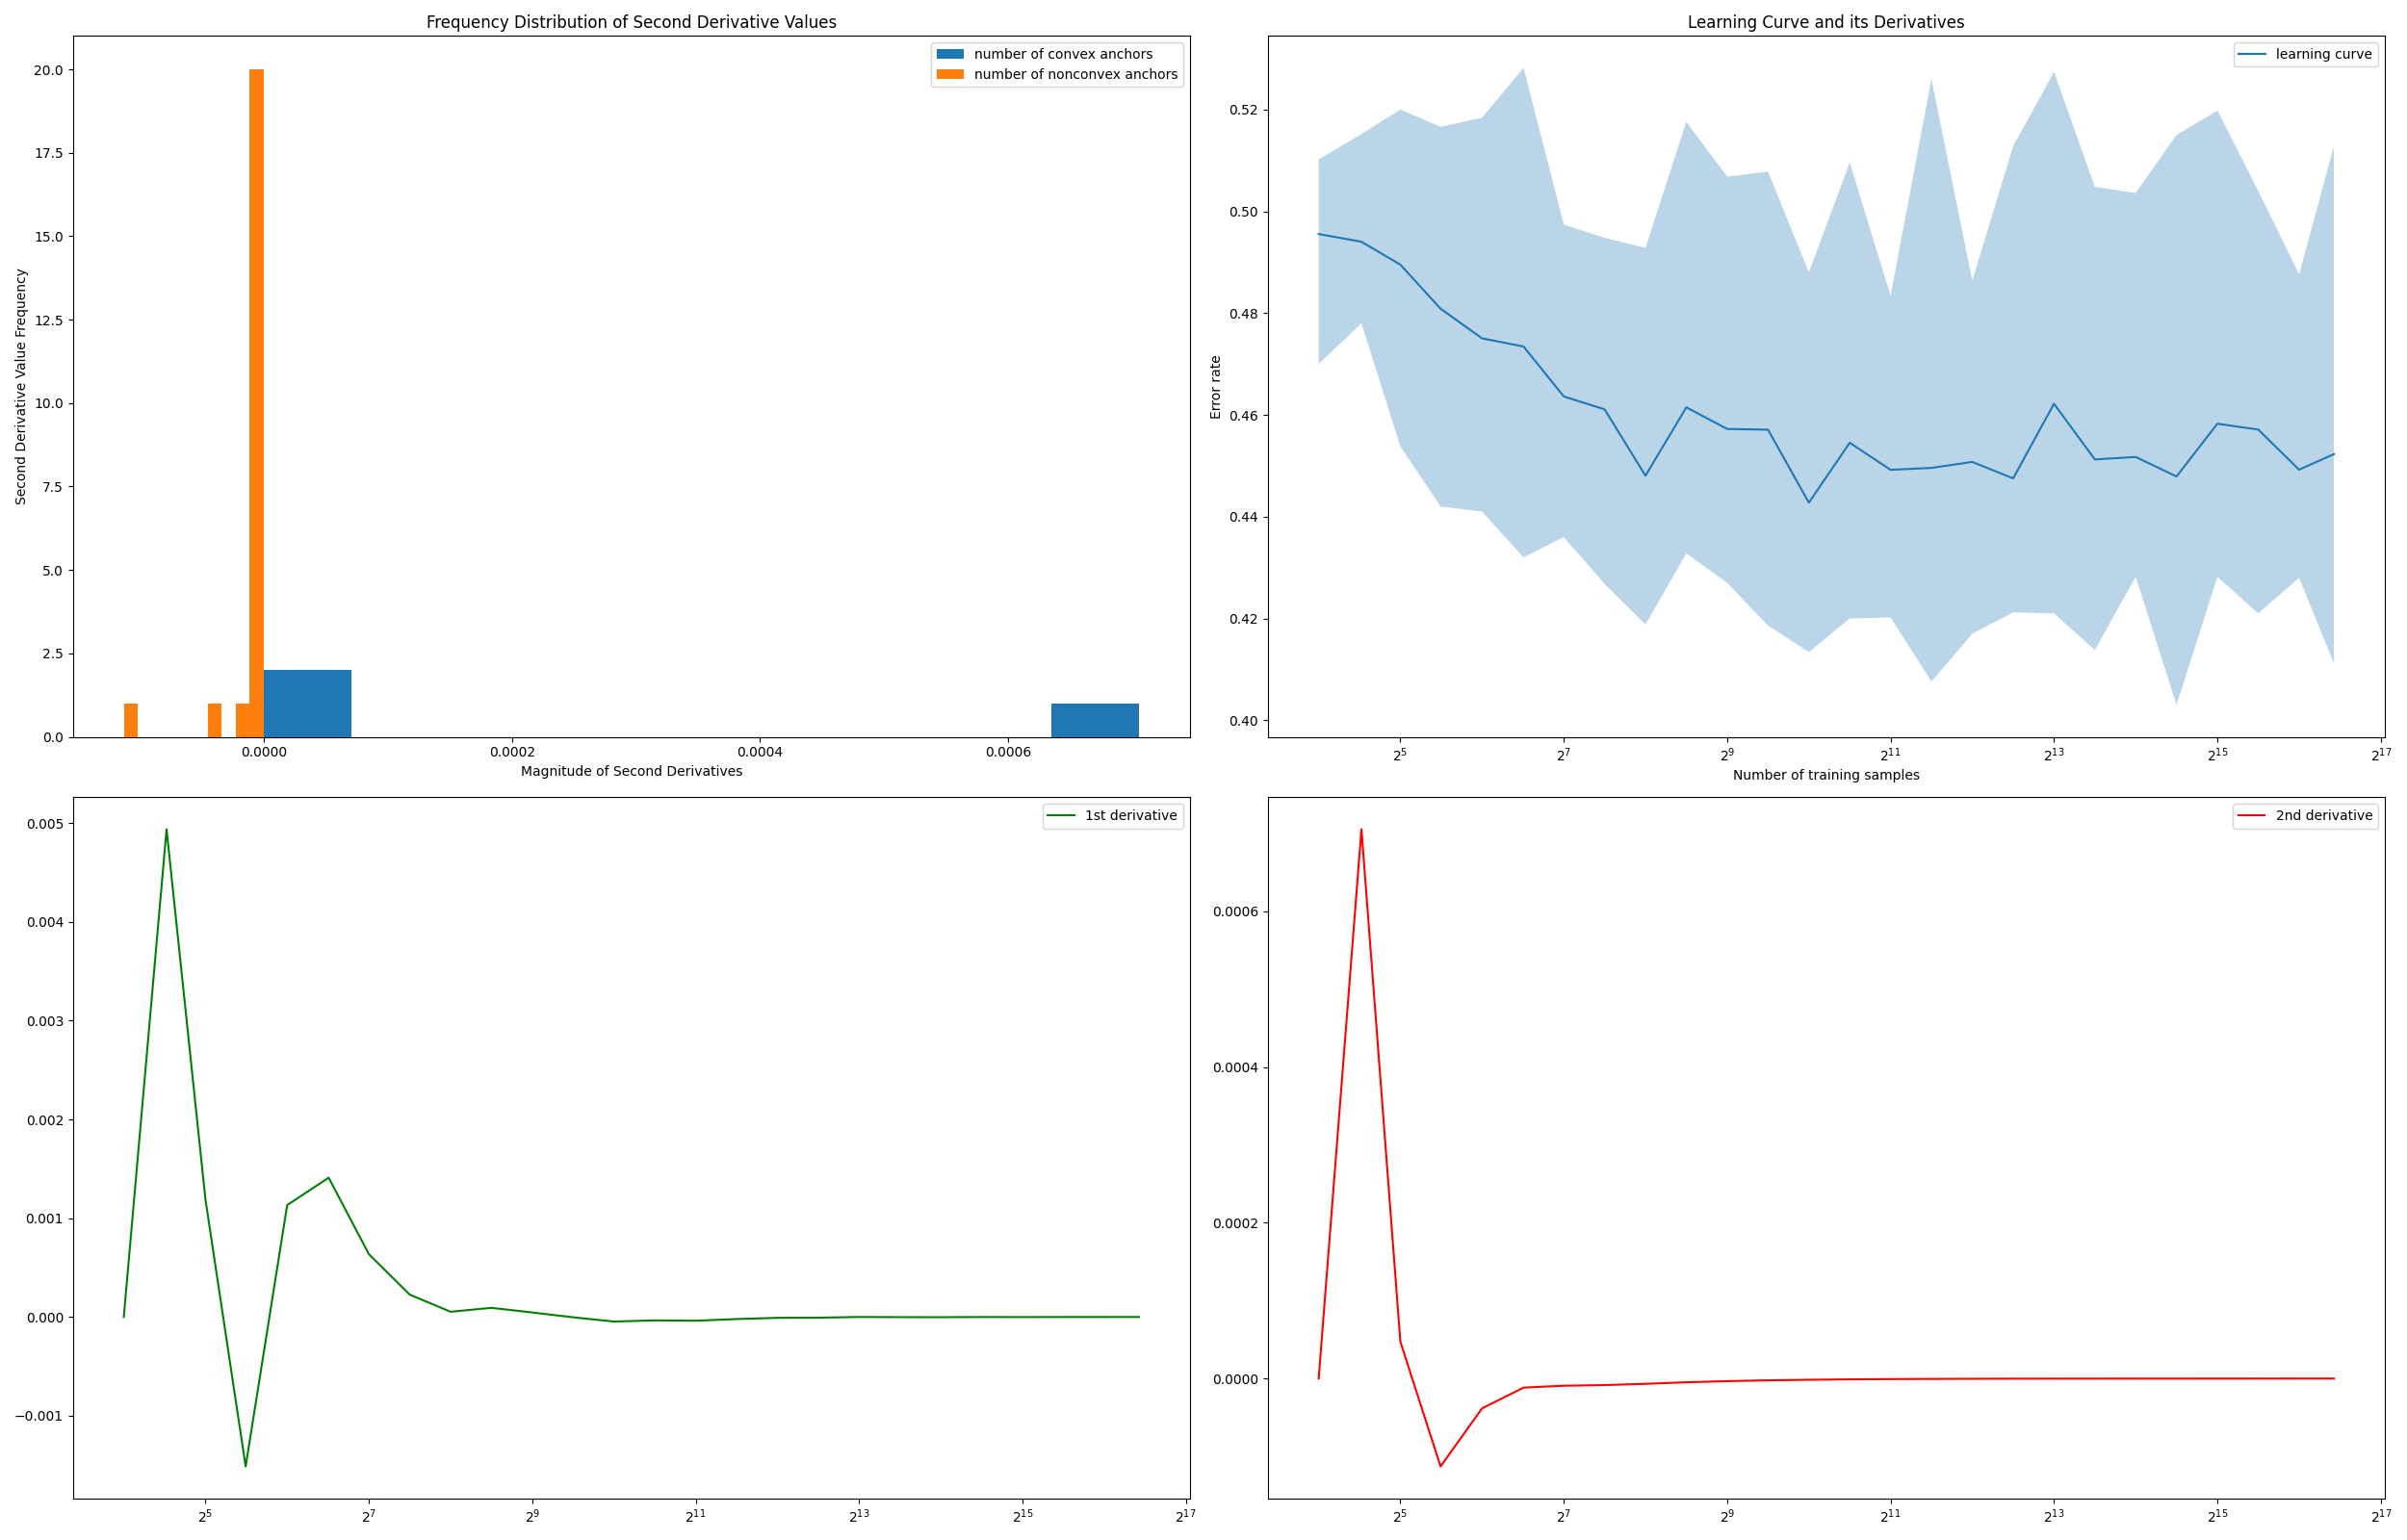 Frequency Distribution of Second Derivative Values
number of convex anchors
number of nonconvex anchors
Second Derivative Value Frequency
20.0
17.5
15.0
12.5
10.0
7.5
5.0
2.5
0.0
0.0000 0.0002 0.0004 0.0006
Magnitude of Second Derivatives
Learning Curve and its Derivatives
learning curve
Error rate
0.52
0.50
0.48
0.46
0.44
0.42
0.40
2^5 2^7 2^9 2^11 2^13 2^15 2^17
Number of training samples
1st derivative
0.005
0.004
0.003
0.002
0.001
0.000
−0.001
2^5 2^7 2^9 2^11 2^13 2^15 2^17
2nd derivative
0.0006
0.0004
0.0002
0.0000
2^5 2^7 2^9 2^11 2^13 2^15 2^17